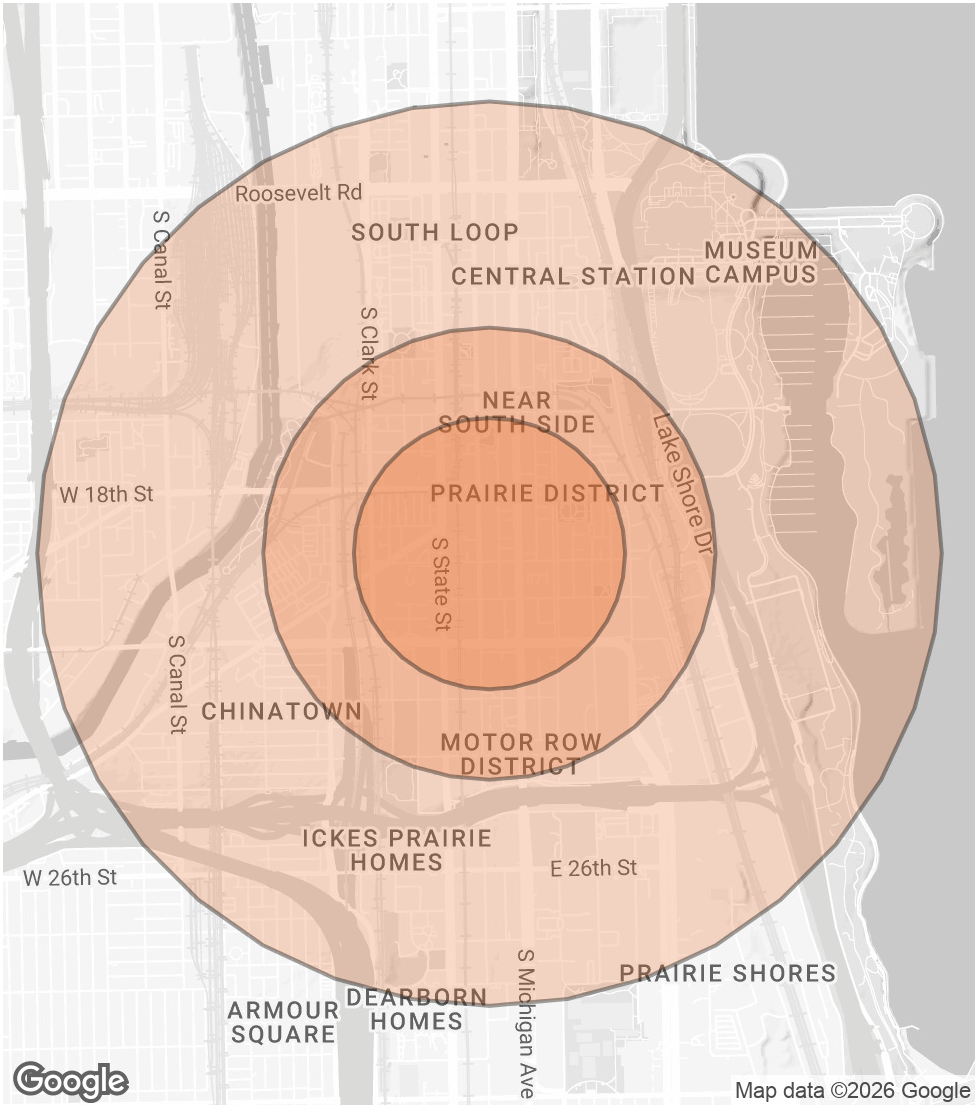 Roosevelt Rd
S Canal St
SOUTH LOOP
MUSEUM
CAMPUS
CENTRAL STATION
S Clark St
NEAR
SOUTH SIDE
Lake Shore Dr
W 18th St
PRAIRIE DISTRICT
S State St
S Canal St
CHINATOWN
MOTOR ROW
DISTRICT
ICKES PRAIRIE
HOMES
E 26th St
W 26th St
S Michigan Ave
PRAIRIE SHORES
DEARBORN
HOMES
ARMOUR
SQUARE
Google
Map data ©2026 Google